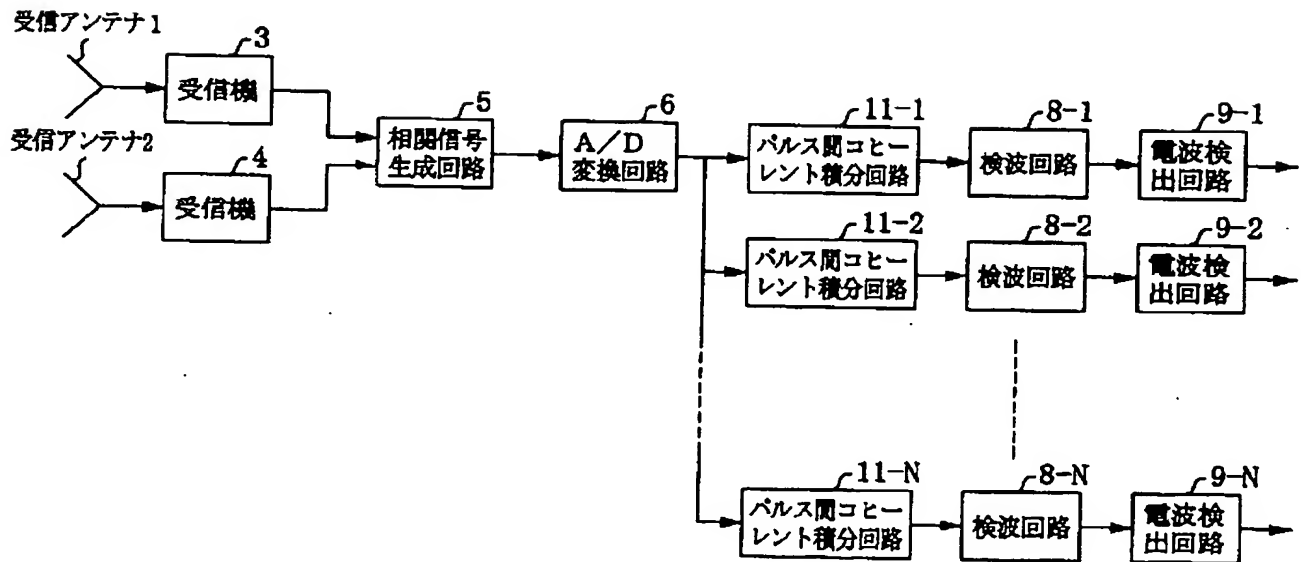 受信アンテナ1
3
受信機
受信アンテナ2
4
受信機
5
相関信号
生成回路
6
A/D
変換回路
11-1
パルス間コヒー
レント積分回路
8-1
検波回路
9-1
電波検
出回路
11-2
パルス間コヒー
レント積分回路
8-2
検波回路
9-2
電波検
出回路
11-N
パルス間コヒー
レント積分回路
8-N
検波回路
9-N
電波検
出回路